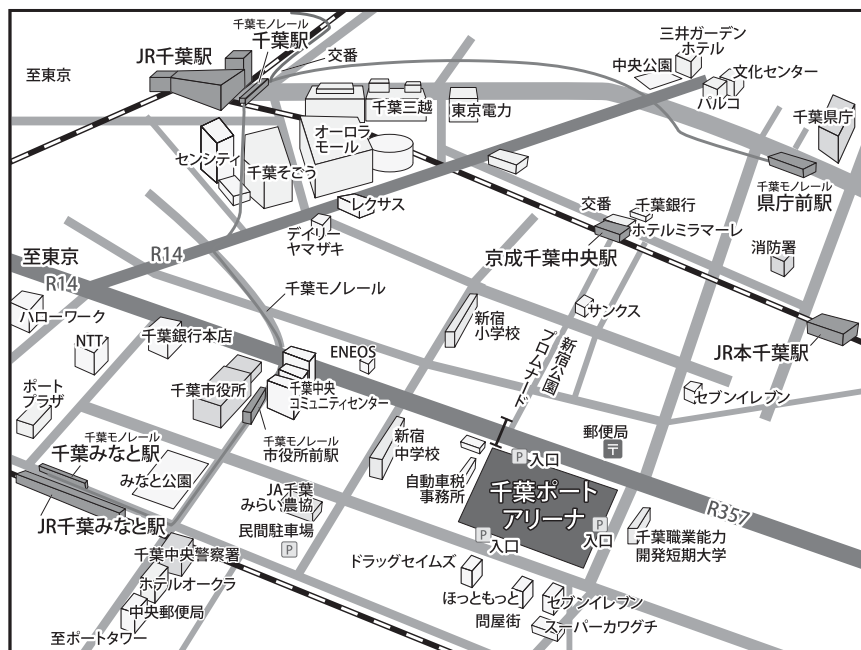 千葉モノレール
千葉駅
JR千葉駅
交番
至東京
三井ガーデン
ホテル
中央公園
文化センター
パルコ
千葉三越
東京電力
千葉県庁
オーロラ
モール
センシティ
千葉そごう
千葉モノレール
県庁前駅
レクサス
デイリー
ヤマザキ
交番
千葉銀行
ホテルミラマーレ
京成千葉中央駅
消防署
至東京
R14
R14
千葉モノレール
ハローワーク
NTT
千葉銀行本店
ENEOS
新宿
小学校
サンクス
新宿公園
プロムナード
JR本千葉駅
セブンイレブン
ポート
プラザ
千葉市役所
千葉中央
コミュニティセンター
千葉モノレール
市役所前駅
千葉モノレール
千葉みなと駅
みなと公園
JR千葉みなと駅
新宿
中学校
自動車税
事務所
郵便局
〒
P 入口
千葉ポート
アリーナ
R357
JA千葉
みらい農協
民間駐車場
P
P
入口
P
入口
千葉職業能力
開発短期大学
千葉中央警察署
ホテルオークラ
中央郵便局
至ポートタワー
ドラッグセイムズ
ほっともっと
問屋街
セブンイレブン
スーパーカワグチ